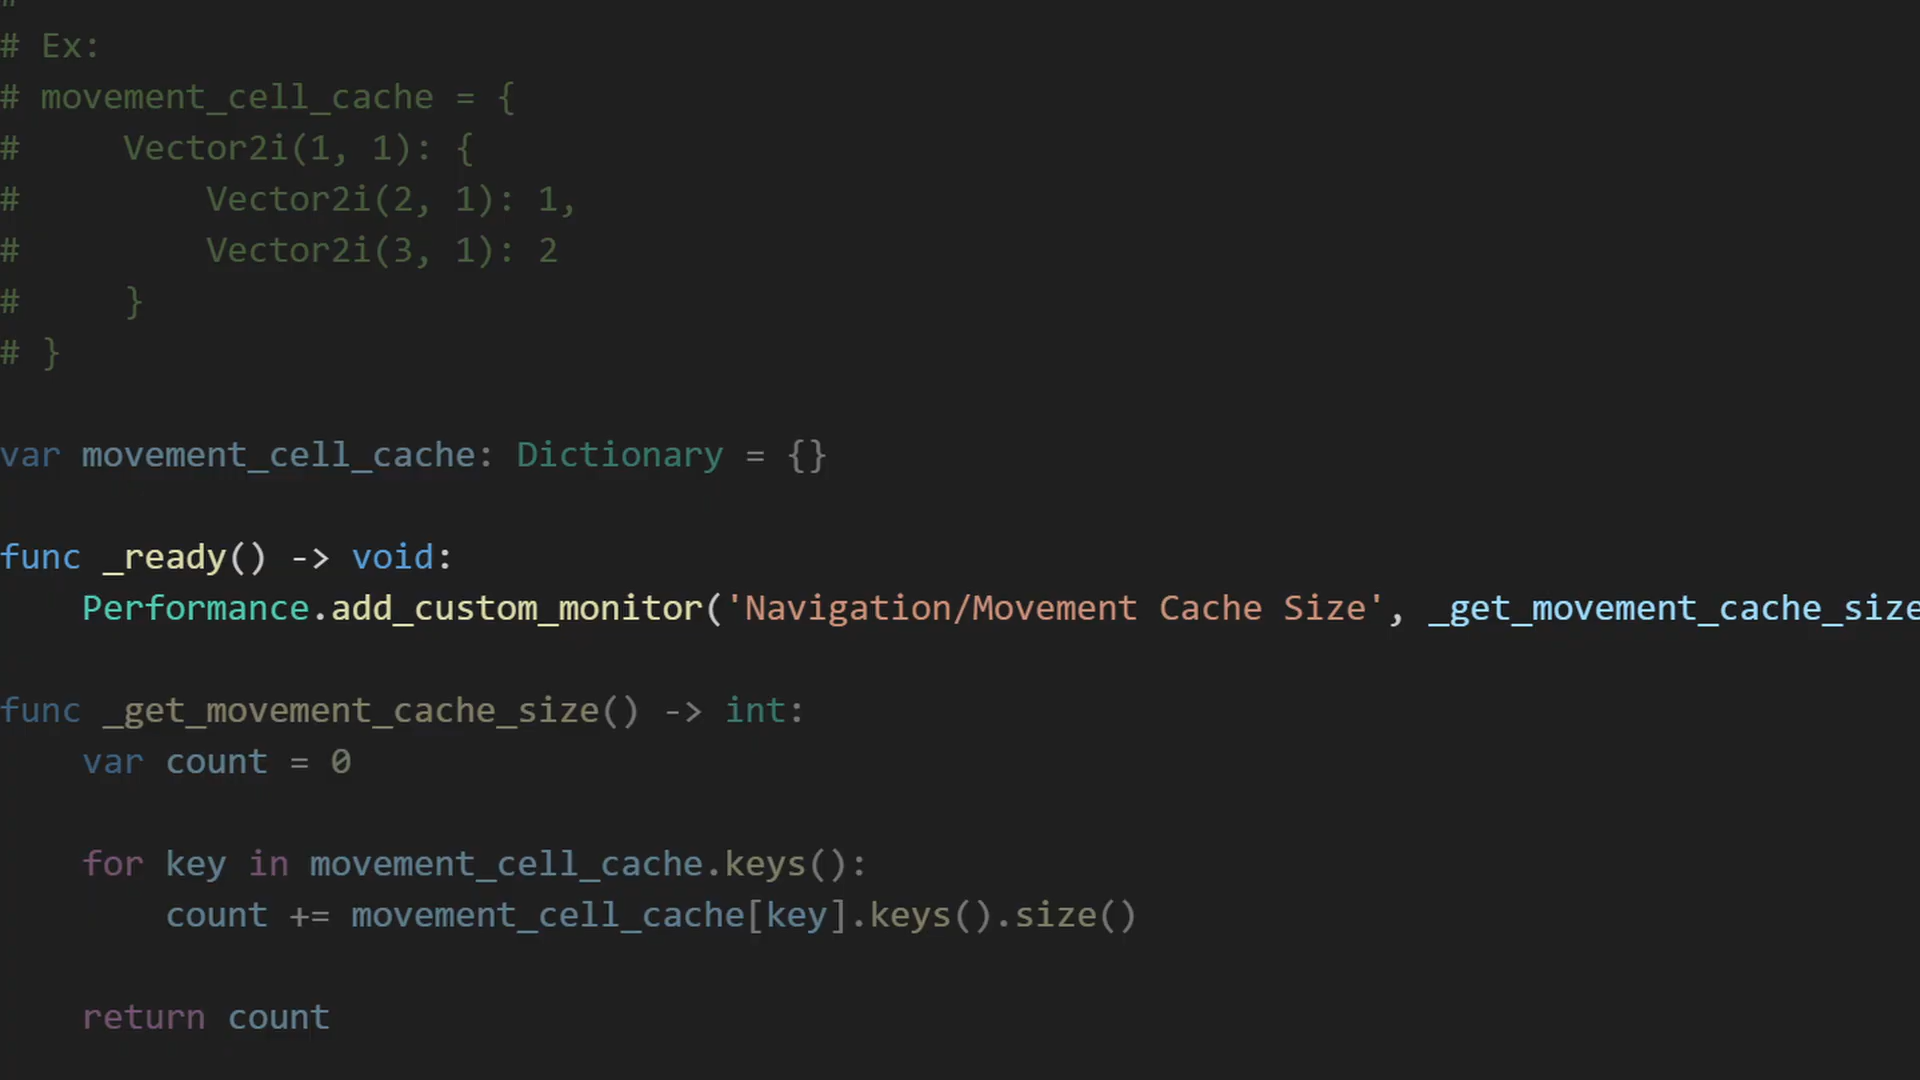 #
# Ex:
# movement_cell_cache = {
#     Vector2i(1, 1): {
#         Vector2i(2, 1): 1,
#         Vector2i(3, 1): 2
#     }
# }
var movement_cell_cache: Dictionary = {}
func _ready() -> void:
    Performance.add_custom_monitor('Navigation/Movement Cache Size', _get_movement_cache_size
func _get_movement_cache_size() -> int:
    var count = 0
    for key in movement_cell_cache.keys():
        count += movement_cell_cache[key].keys().size()
    return count